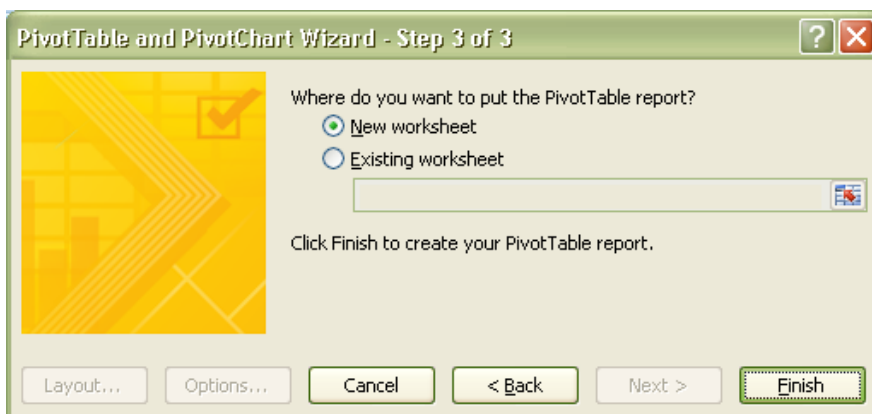 PivotTable and PivotChart Wizard - Step 3 of 3
Where do you want to put the PivotTable report?
New worksheet
Existing worksheet
Click Finish to create your PivotTable report.
Layout... Options... Cancel < Back Next > Finish